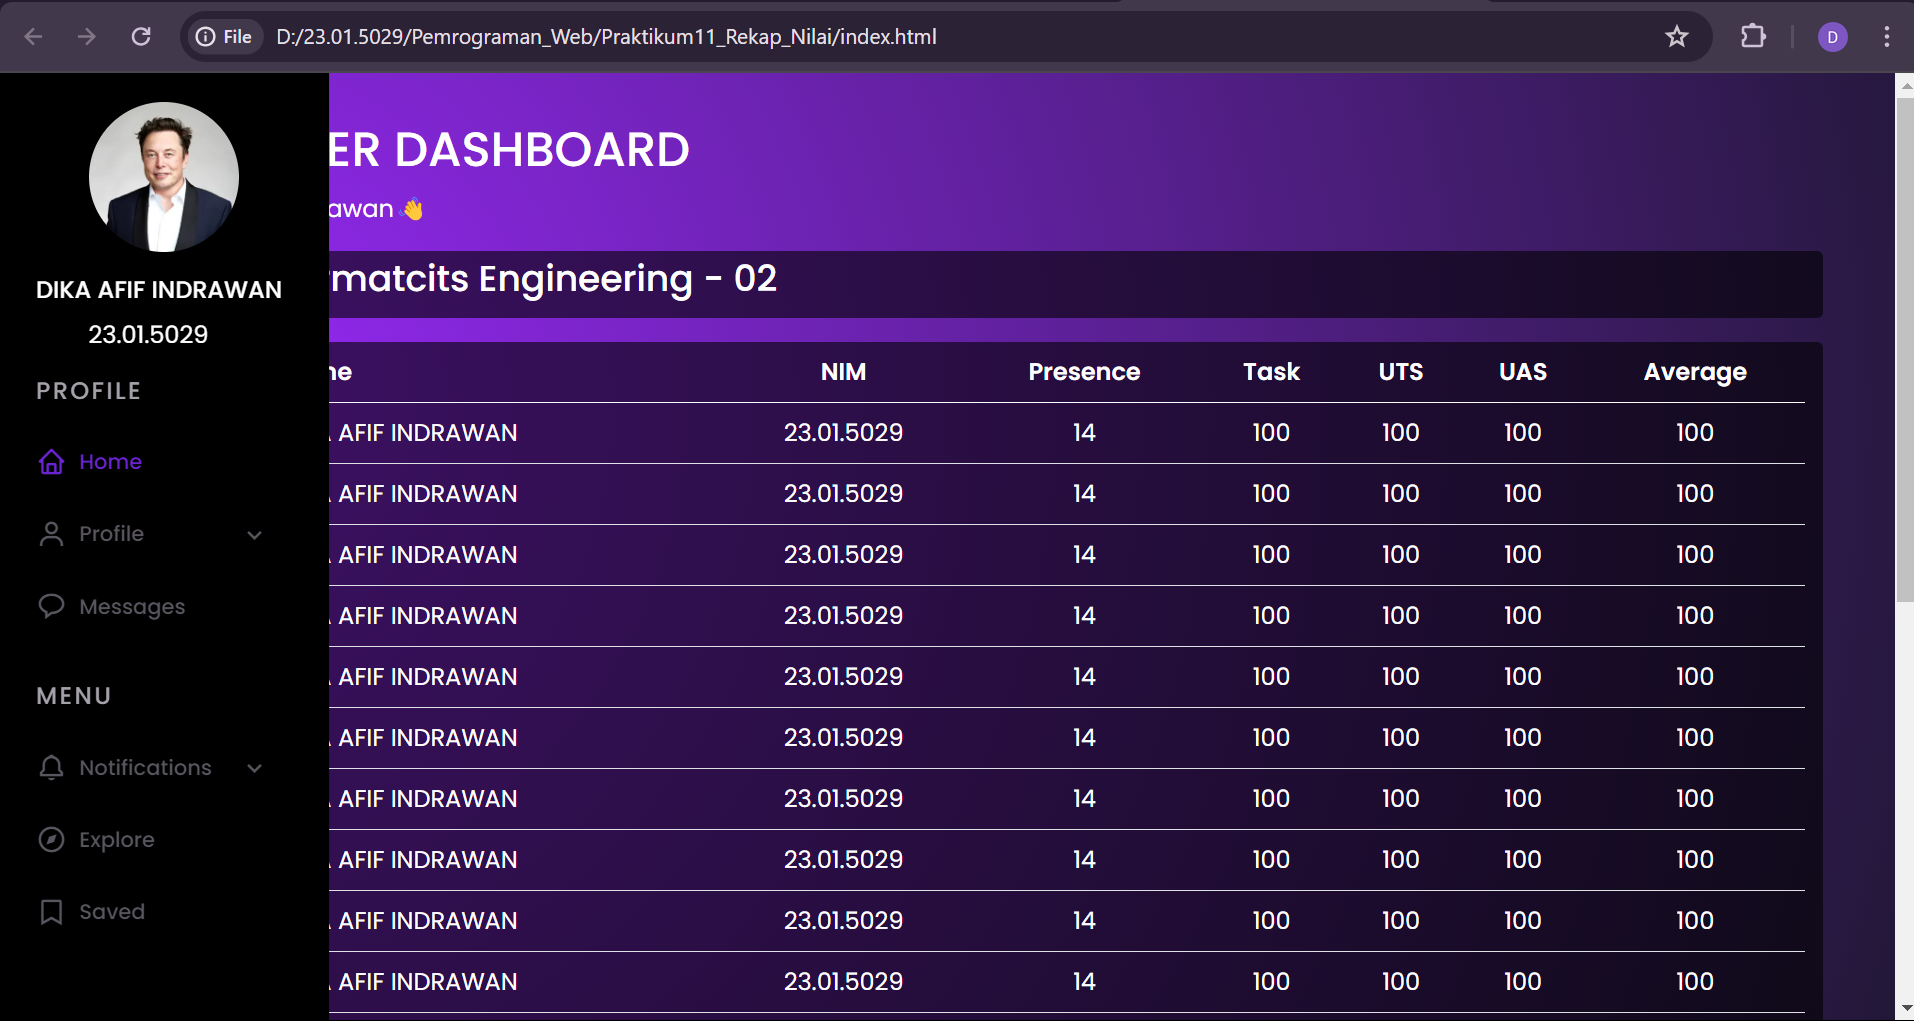 File D:/23.01.5029/Pemrograman_Web/Praktikum11_Rekap_Nilai/index.html D
DIKA AFIF INDRAWAN
23.01.5029
PROFILE
Home
Profile
Messages
MENU
Notifications
Explore
Saved
ER DASHBOARD
awan 👋
rmatcits Engineering - 02
ne NIM Presence Task UTS UAS Average
AFIF INDRAWAN 23.01.5029 14 100 100 100 100
AFIF INDRAWAN 23.01.5029 14 100 100 100 100
AFIF INDRAWAN 23.01.5029 14 100 100 100 100
AFIF INDRAWAN 23.01.5029 14 100 100 100 100
AFIF INDRAWAN 23.01.5029 14 100 100 100 100
AFIF INDRAWAN 23.01.5029 14 100 100 100 100
AFIF INDRAWAN 23.01.5029 14 100 100 100 100
AFIF INDRAWAN 23.01.5029 14 100 100 100 100
AFIF INDRAWAN 23.01.5029 14 100 100 100 100
AFIF INDRAWAN 23.01.5029 14 100 100 100 100